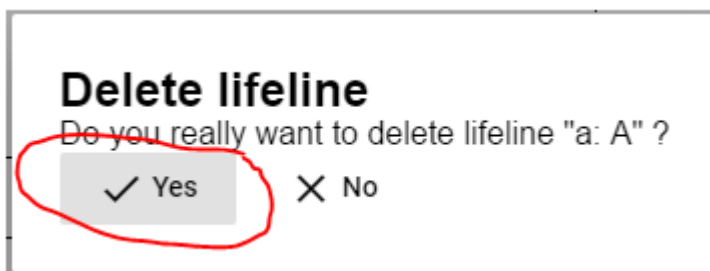 Delete lifeline
Do you really want to delete lifeline "a: A" ?
Yes No